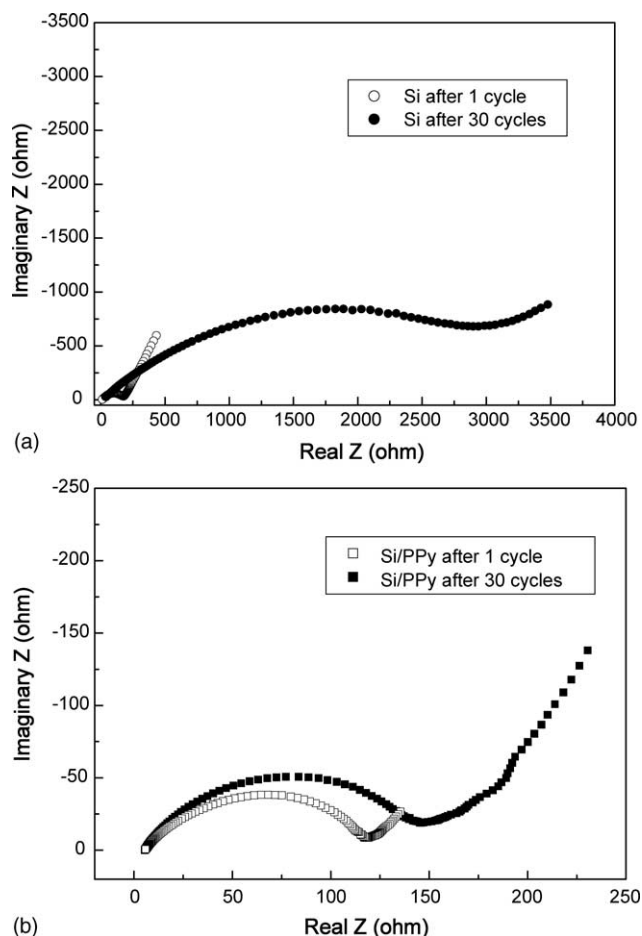 -3500
-3000
-2500
-2000
-1500
-1000
-500
0
Imaginary Z (ohm)
Si after 1 cycle
Si after 30 cycles
0 500 1000 1500 2000 2500 3000 3500 4000
Real Z (ohm)
(a)
-250
-200
-150
-100
-50
0
Imaginary Z (ohm)
Si/PPy after 1 cycle
Si/PPy after 30 cycles
0 50 100 150 200 250
Real Z (ohm)
(b)